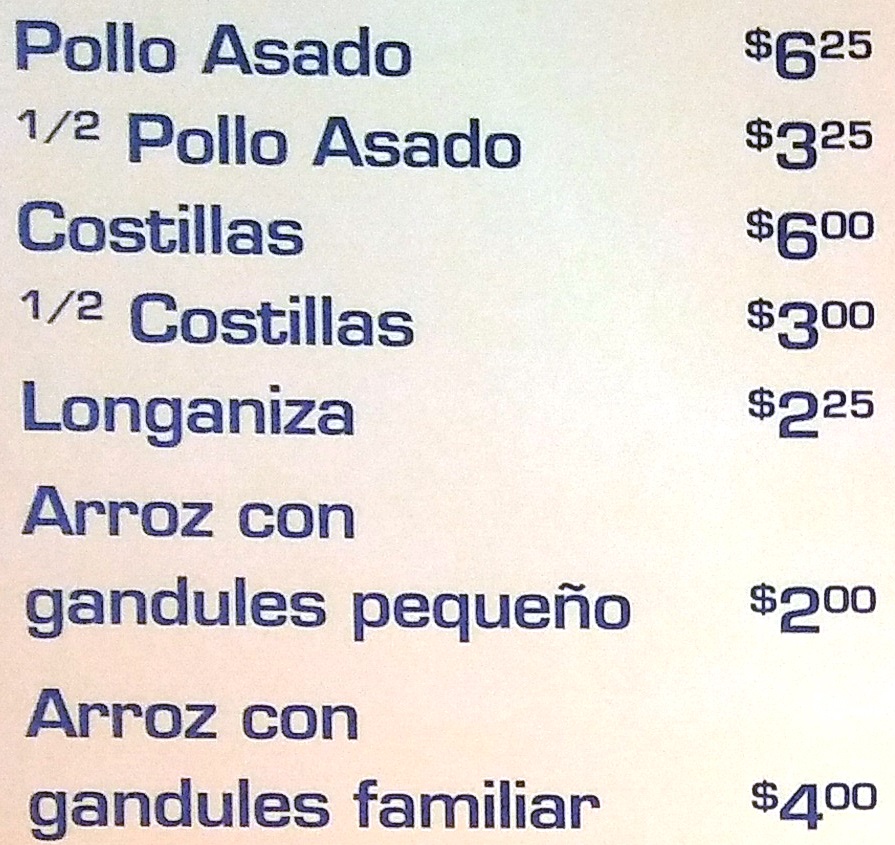 Pollo Asado $625
1/2 Pollo Asado $325
Costillas $600
1/2 Costillas $300
Longaniza $225
Arroz con
gandules pequeño $200
Arroz con
gandules familiar $400